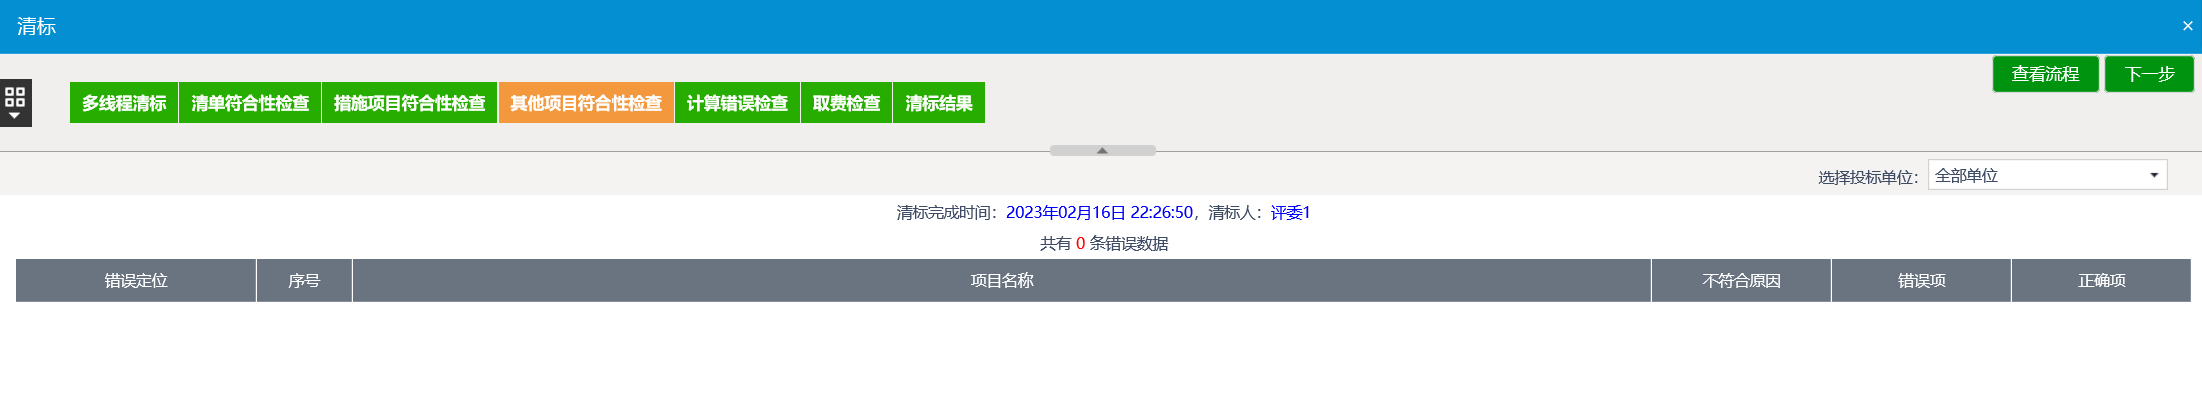 清标
×
查看流程 下一步
多线程清标 清单符合性检查 措施项目符合性检查 其他项目符合性检查 计算错误检查 取费检查 清标结果
选择投标单位： 全部单位
清标完成时间：2023年02月16日 22:26:50，清标人：评委1
共有 0 条错误数据
错误定位 序号 项目名称 不符合原因 错误项 正确项